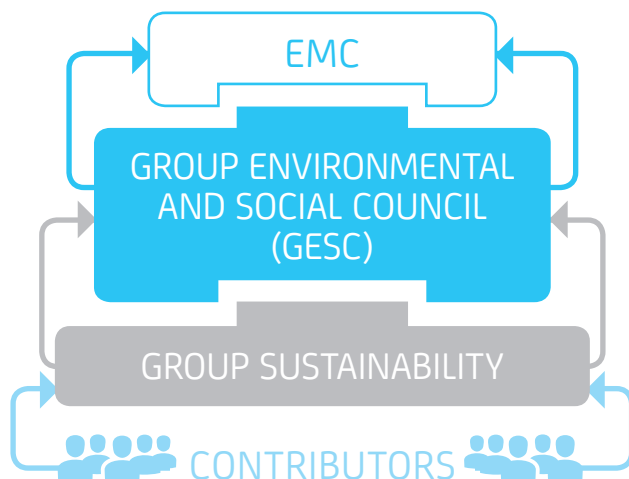 EMC
GROUP ENVIRONMENTAL
AND SOCIAL COUNCIL
(GESC)
GROUP SUSTAINABILITY
CONTRIBUTORS